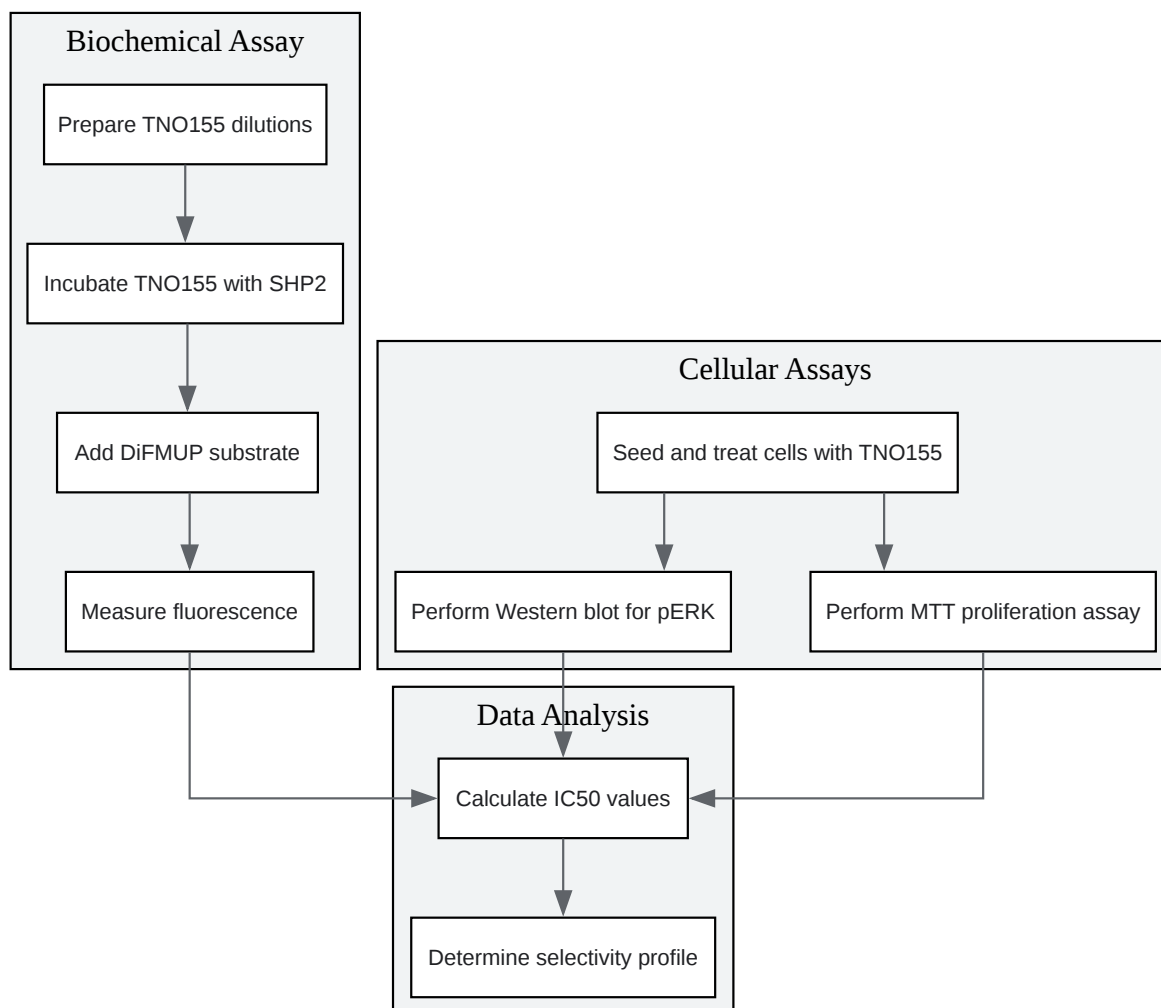 Biochemical Assay
Prepare TNO155 dilutions
Incubate TNO155 with SHP2
Add DiFMUP substrate
Measure fluorescence
Cellular Assays
Seed and treat cells with TNO155
Perform Western blot for pERK
Perform MTT proliferation assay
Data Analysis
Calculate IC50 values
Determine selectivity profile